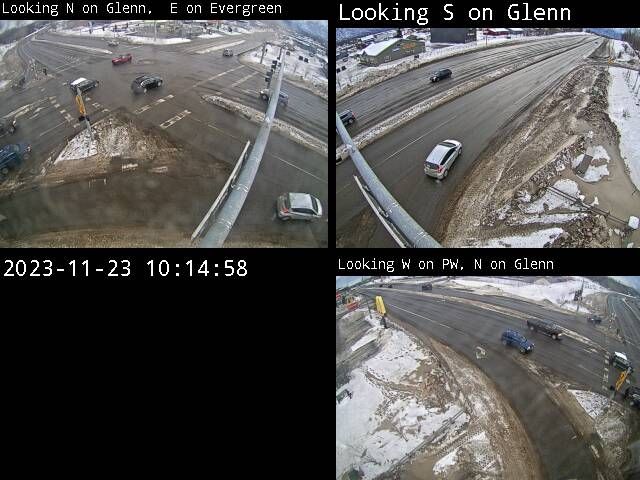 Looking N on Glenn,  E on Evergreen
Looking S on Glenn
2023-11-23 10:14:58
Looking W on PW, N on Glenn